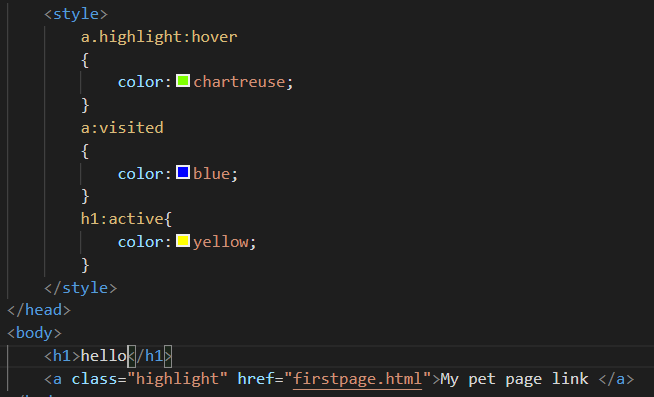 <style>
a.highlight:hover
{
color:chartreuse;
}
a:visited
{
color:blue;
}
h1:active{
color:yellow;
}
</style>
</head>
<body>
<h1>hello</h1>
<a class="highlight" href="firstpage.html">My pet page link </a>